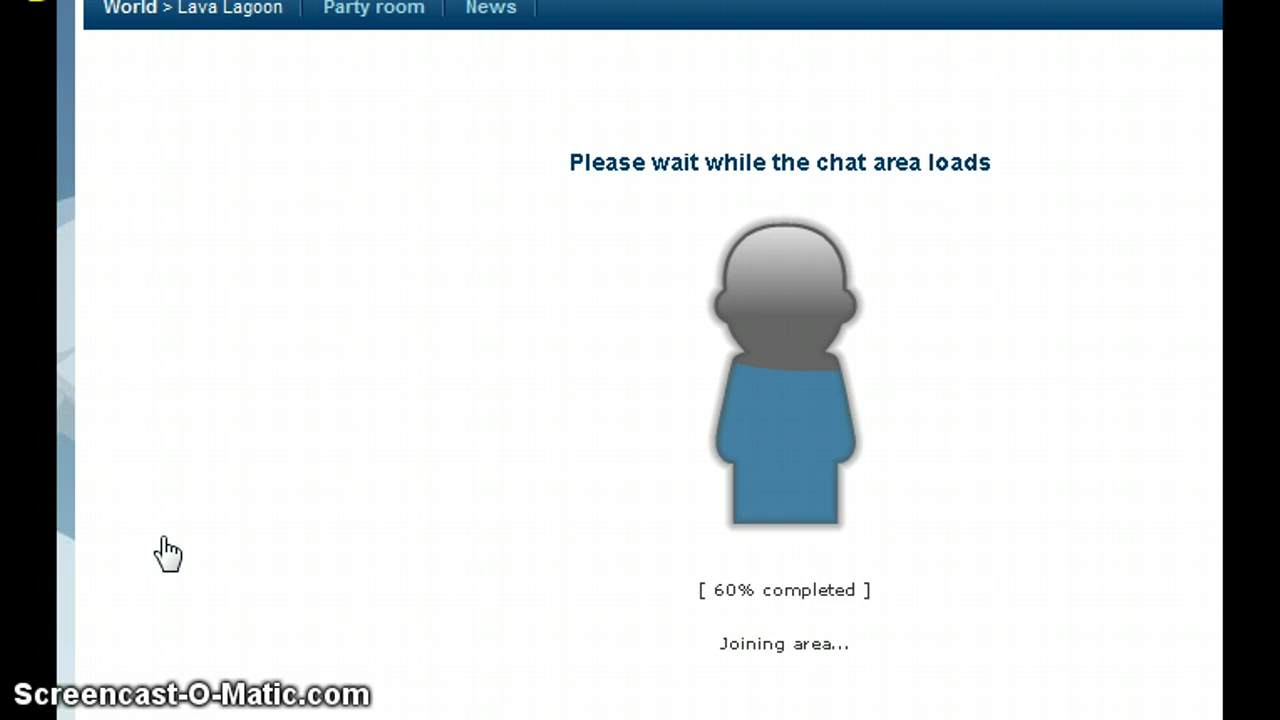 World > Lava Lagoon Party room News
Please wait while the chat area loads
[ 60% completed ]
Joining area...
Screencast-O-Matic.com